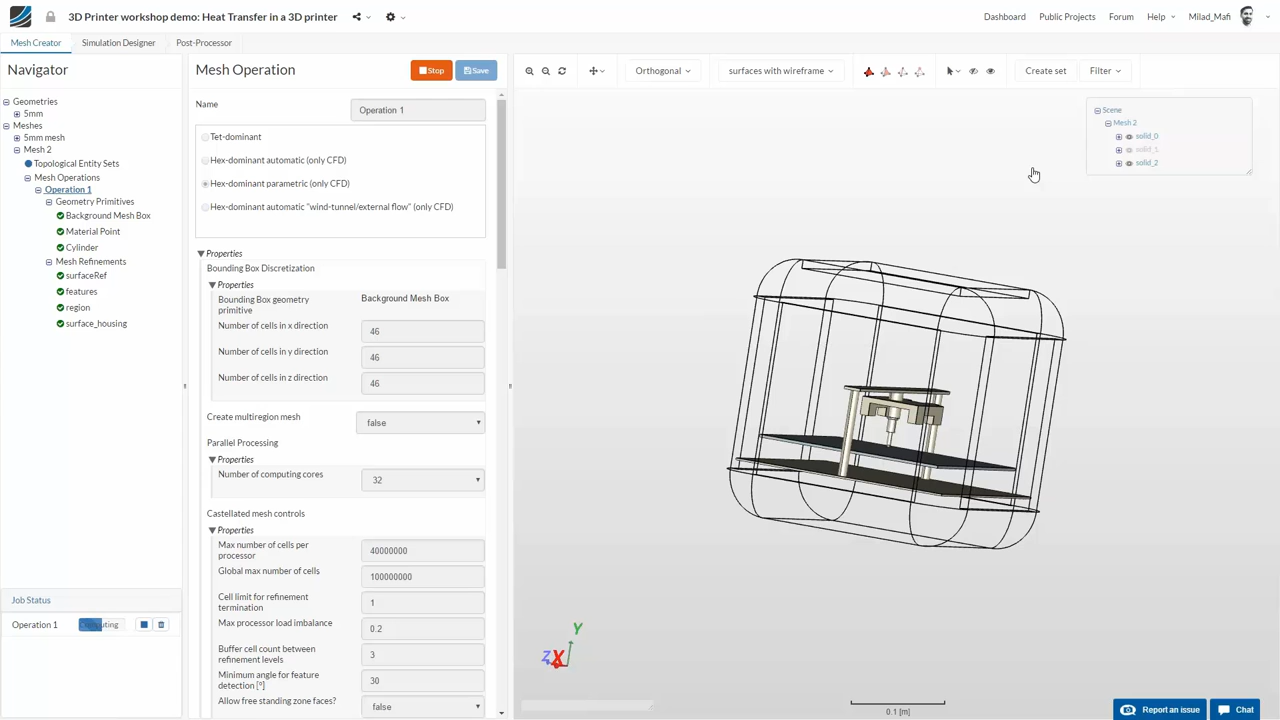 3D Printer workshop demo: Heat Transfer in a 3D printer
Dashboard
Public Projects
Forum
Help
Milad_Mafi
Mesh Creator
Simulation Designer
Post-Processor
Navigator
Geometries
5mm
Meshes
5mm mesh
Mesh 2
Topological Entity Sets
Mesh Operations
Operation 1
Geometry Primitives
Background Mesh Box
Material Point
Cylinder
Mesh Refinements
surfaceRef
features
region
surface_housing
Job Status
Operation 1
Mesh Operation
Stop
Save
Name
Operation 1
Tet-dominant
Hex-dominant automatic (only CFD)
Hex-dominant parametric (only CFD)
Hex-dominant automatic "wind-tunnel/external flow" (only CFD)
Properties
Bounding Box Discretization
Properties
Bounding Box geometry primitive
Background Mesh Box
Number of cells in x direction
46
Number of cells in y direction
46
Number of cells in z direction
46
Create multiregion mesh
false
Parallel Processing
Properties
Number of computing cores
32
Castellated mesh controls
Properties
Max number of cells per processor
40000000
Global max number of cells
100000000
Cell limit for refinement termination
1
Max processor load imbalance
0.2
Buffer cell count between refinement levels
3
Minimum angle for feature detection [°]
30
Allow free standing zone faces?
false
Orthogonal
surfaces with wireframe
Create set
Filter
Scene
Mesh 2
solid_0
solid_1
solid_2
Y
Z
X
0.1 [m]
Report an issue
Chat